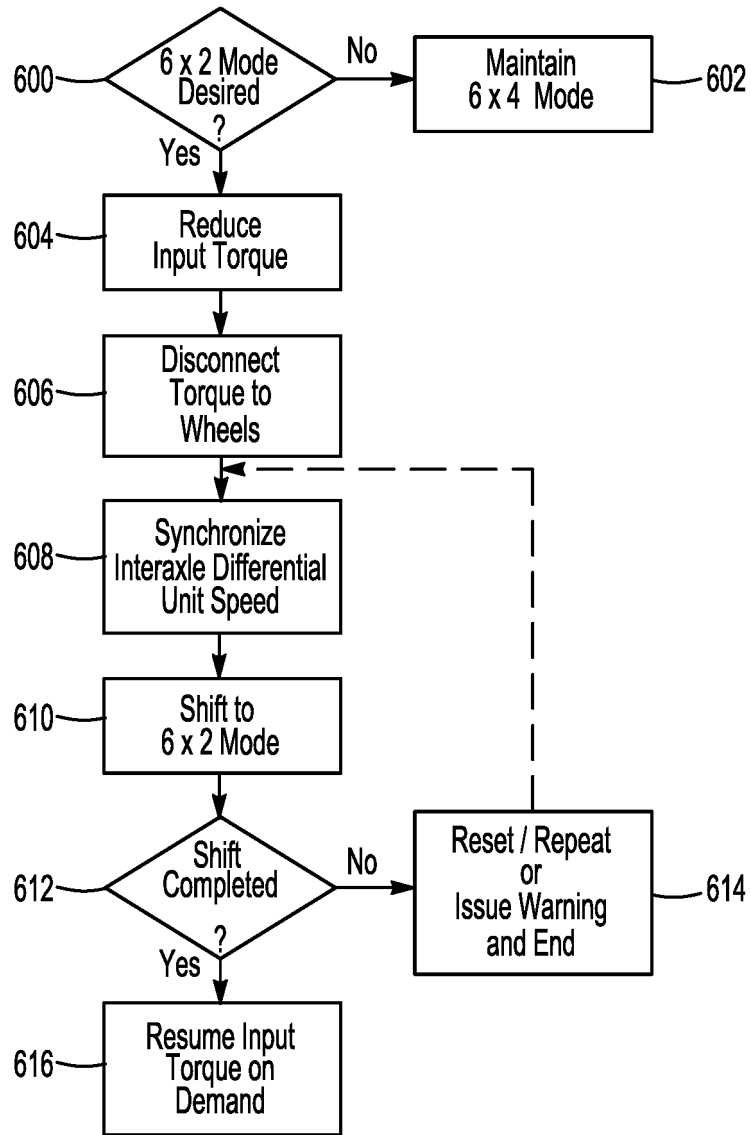 600
6 x 2 Mode
Desired
?
No
Yes
Maintain
6 x 4 Mode
602
604
Reduce
Input Torque
606
Disconnect
Torque to
Wheels
608
Synchronize
Interaxle Differential
Unit Speed
610
Shift to
6 x 2 Mode
612
Shift
Completed
?
No
Yes
Reset / Repeat
or
Issue Warning
and End
614
616
Resume Input
Torque on
Demand